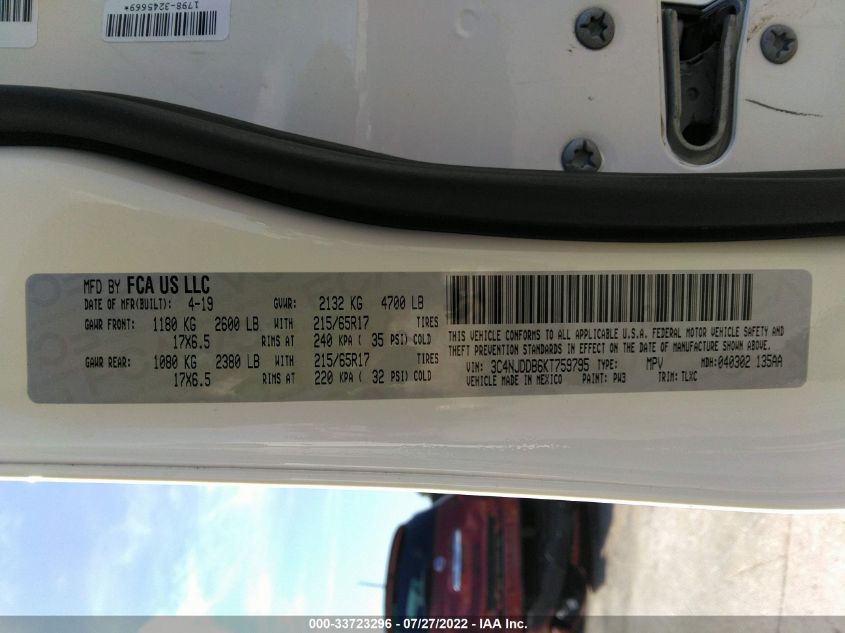 1798-3245669*
MFD BY FCA US LLC
DATE OF MFR(BUILT): 4-19 GVWR: 2132 KG 4700 LB
GAWR FRONT: 1180 KG 2600 LB WITH 215/65R17 TIRES
17X6.5 RIMS AT 240 KPA ( 35 PSI) COLD
GAWR REAR: 1080 KG 2380 LB WITH 215/65R17 TIRES
17X6.5 RIMS AT 220 KPA ( 32 PSI) COLD
THIS VEHICLE CONFORMS TO ALL APPLICABLE U.S.A. FEDERAL MOTOR VEHICLE SAFETY AND
THEFT PREVENTION STANDARDS IN EFFECT ON THE DATE OF MANUFACTURE SHOWN ABOVE.
VIN: 3C4NJDDB6KT759795 TYPE: MPV MDH: 040302 135AA
VEHICLE MADE IN MEXICO PAINT: PW3 TRIM: TLXC
000-33723296 - 07/27/2022 - IAA Inc.